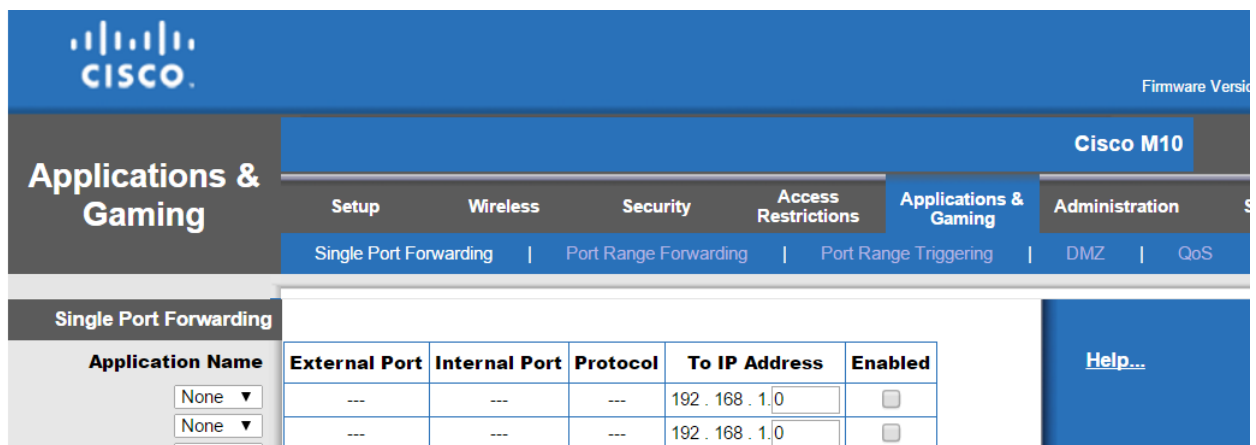 CISCO.
Firmware
Cisco M10
Applications &
Gaming
Setup Wireless Security Access Restrictions Applications & Gaming Administration
Single Port Forwarding | Port Range Forwarding | Port Range Triggering | DMZ | QoS
Single Port Forwarding
Application Name External Port Internal Port Protocol To IP Address Enabled Help...
None ▼ --- --- --- 192 . 168 . 1. 0
None ▼ --- --- --- 192 . 168 . 1. 0